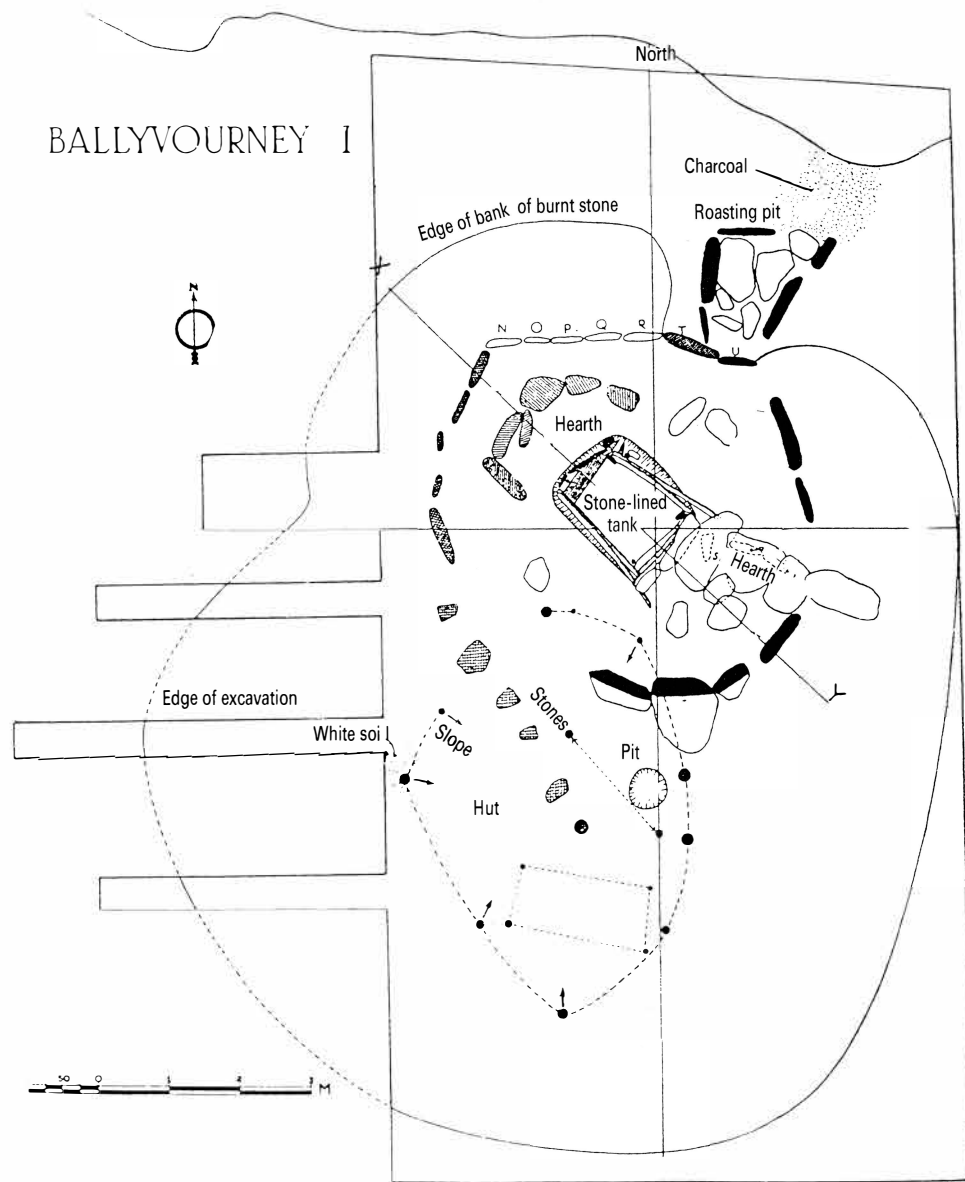 North
BALLYVOURNEY I
Charcoal
Roasting pit
Edge of bank of burnt stone
N
N O P. Q R T U
Hearth
Stone-lined
tank
Hearth
S
Edge of excavation
White soil
Slope
Stones
Pit
Hut
50 0 1 2 3 M